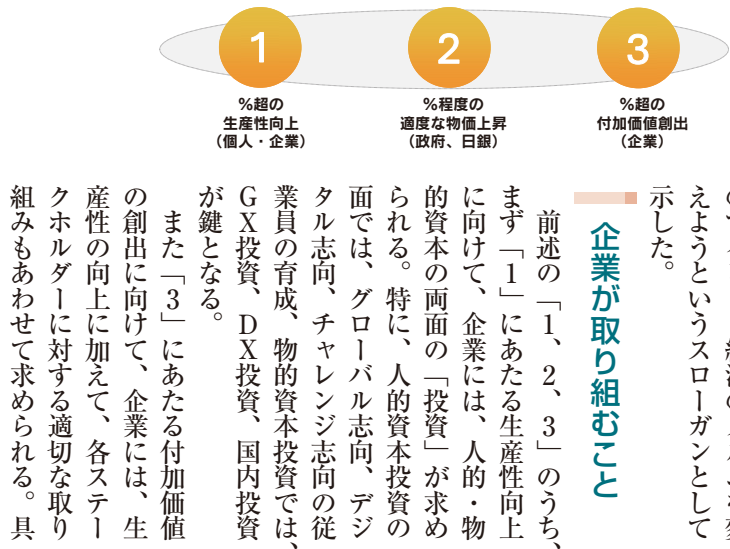 1
%超の
生産性向上
（個人・企業）
2
%程度の
適度な物価上昇
（政府、日銀）
3
%超の
付加価値創出
（企業）
えようというスローガンとして
示した。
企業が取り組むこと
前述の「1、2、3」のうち、
まず「1」にあたる生産性向上
に向けて、企業には、人的・物
的資本の両面の「投資」が求め
られる。特に、人的資本投資の
面では、グローバル志向、デジ
タル志向、チャレンジ志向の従
業員の育成、物的資本投資では、
GX投資、DX投資、国内投資
が鍵となる。
また「3」にあたる付加価値
の創出に向けて、企業には、生
産性の向上に加えて、各ステー
クホルダーに対する適切な取り
組みもあわせて求められる。具